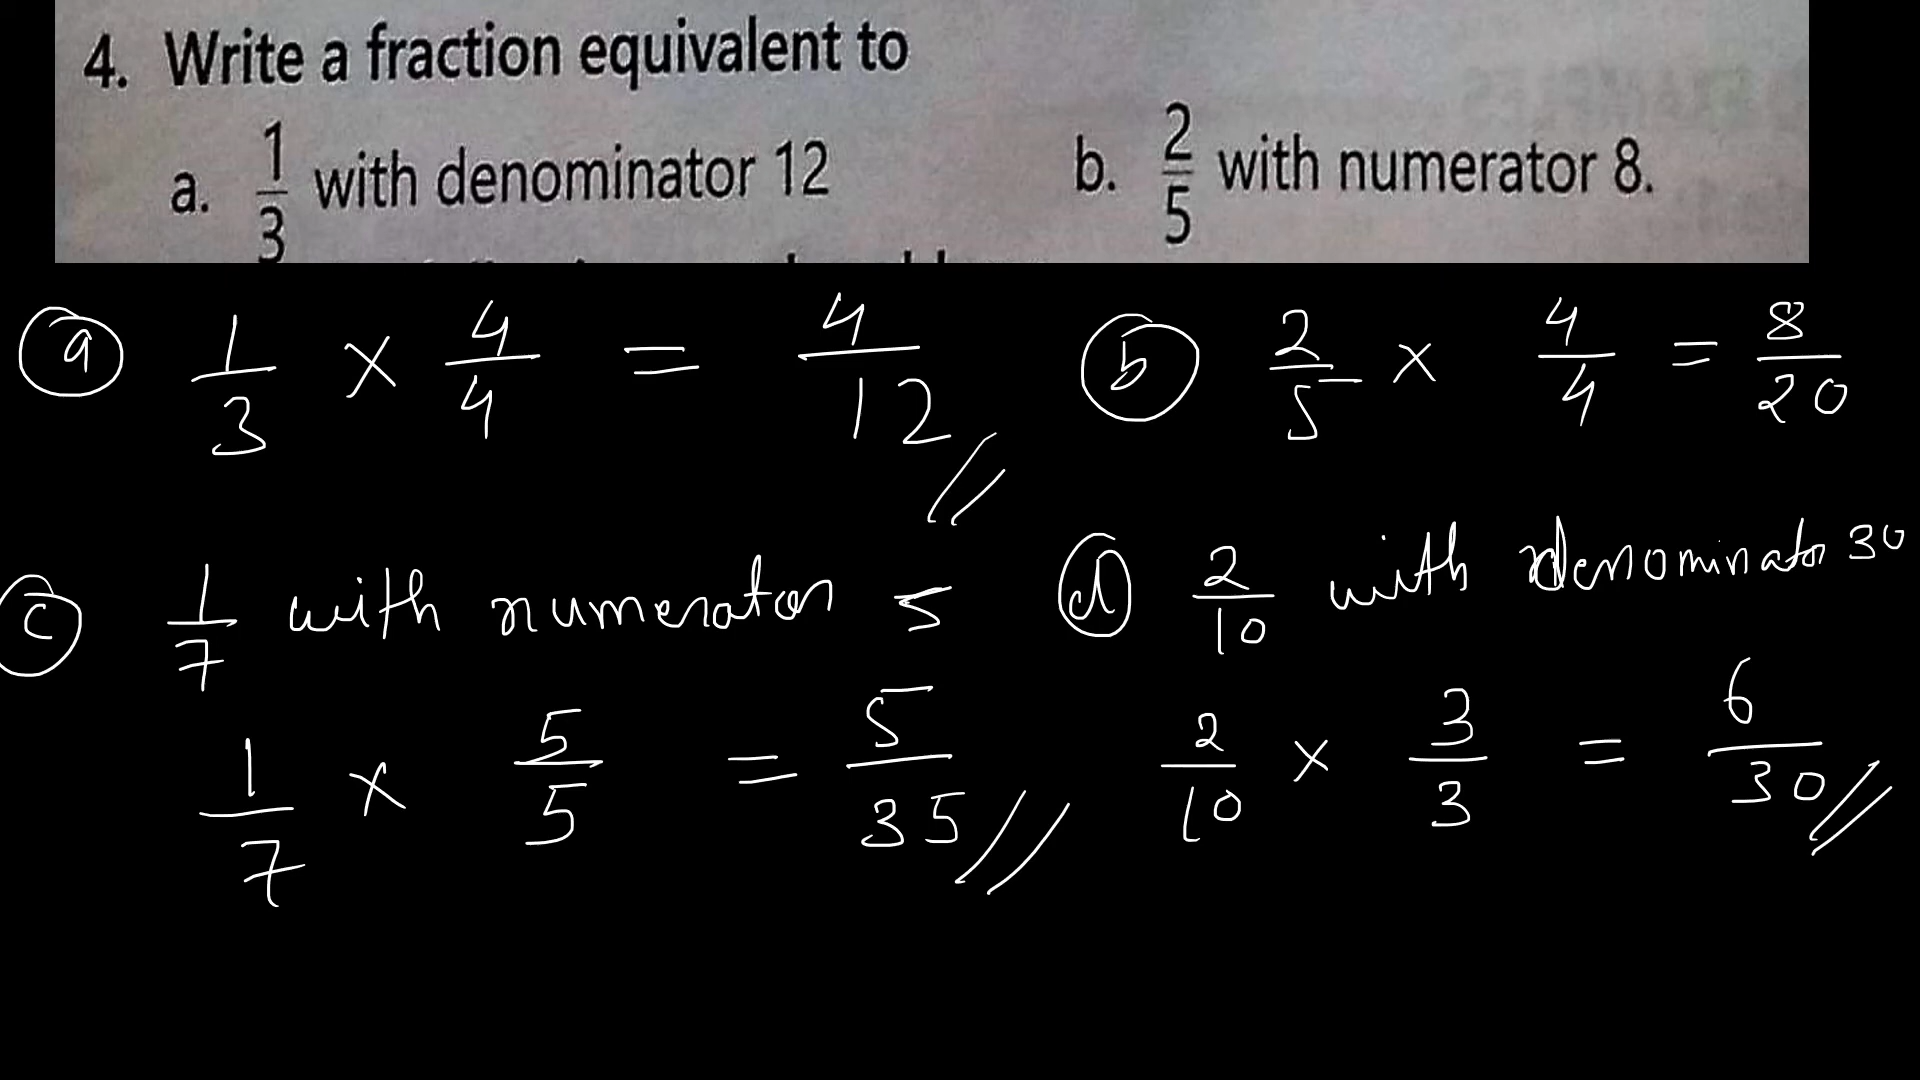 4. Write a fraction equivalent to
a. 1/3 with denominator 12
b. 2/5 with numerator 8.
a 1/3 × 4/4 = 4/12 //
b 2/5 × 4/4 = 8/20
c 1/7 with numerator 5
1/7 × 5/5 = 5/35 //
d 2/10 with denominator 30
2/10 × 3/3 = 6/30 //